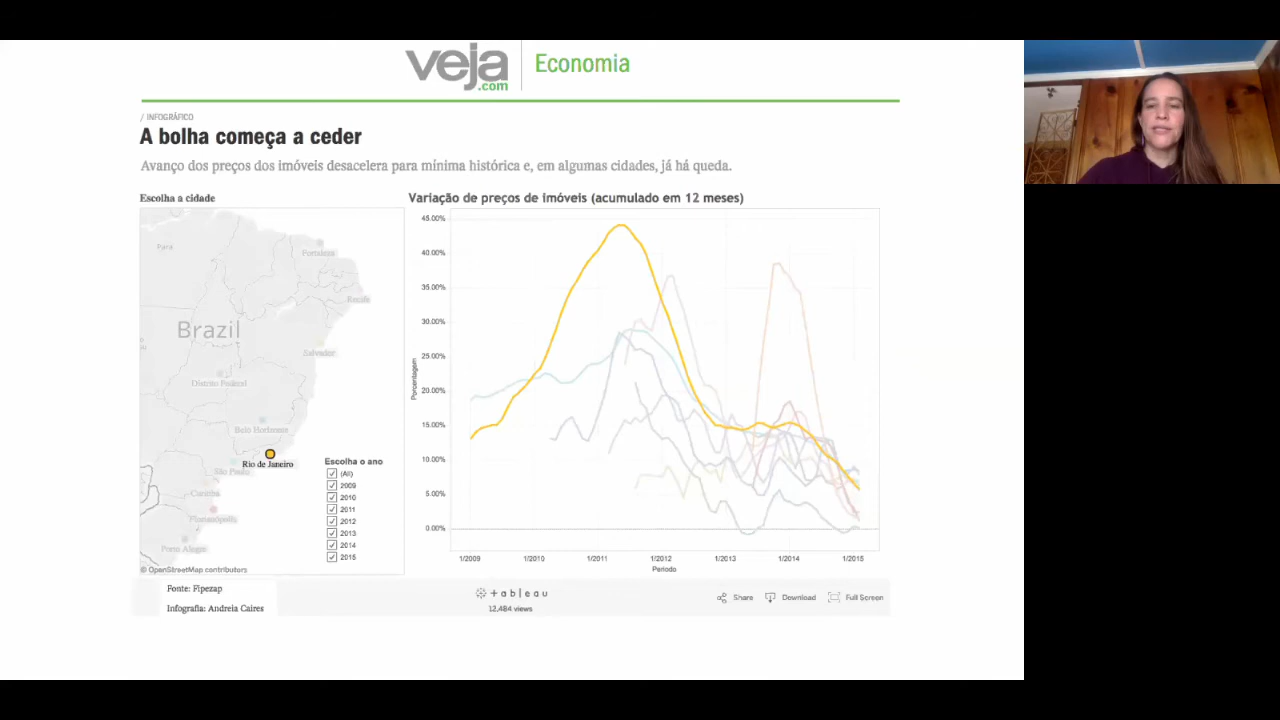 veja
.com
Economia
/ INFOGRÁFICO
A bolha começa a ceder
Avanço dos preços dos imóveis desacelera para mínima histórica e, em algumas cidades, já há queda.
Escolha a cidade
Pará
Fortaleza
Recife
Brazil
Salvador
Distrito Federal
Belo Horizonte
Rio de Janeiro
São Paulo
Curitiba
Florianópolis
Porto Alegre
© OpenStreetMap contributors
Escolha o ano
(All)
2009
2010
2011
2012
2013
2014
2015
Variação de preços de imóveis (acumulado em 12 meses)
45.00%
40.00%
35.00%
30.00%
25.00%
20.00%
15.00%
10.00%
5.00%
0.00%
Porcentagem
1/2009 1/2010 1/2011 1/2012 1/2013 1/2014 1/2015
Período
Fonte: Fipezap
Infografia: Andreia Caires
+ a b | e a u
12,484 views
Share Download Full Screen